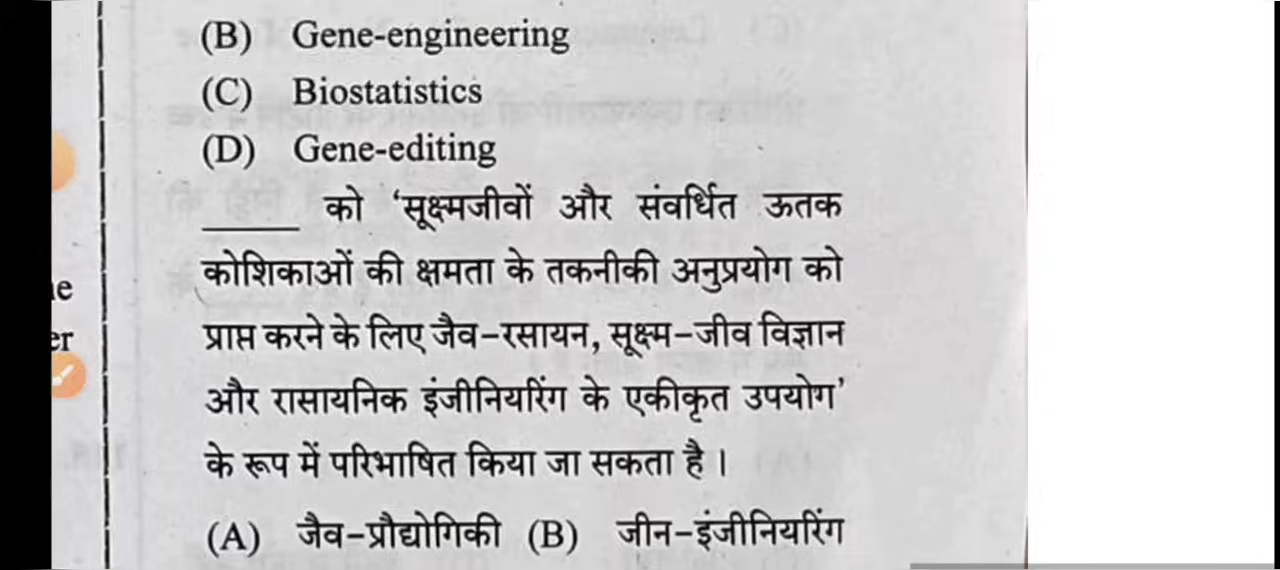 (B) Gene-engineering
(C) Biostatistics
(D) Gene-editing
_____ को ‘सूक्ष्मजीवों और संवर्धित ऊतक
कोशिकाओं की क्षमता के तकनीकी अनुप्रयोग को
प्राप्त करने के लिए जैव-रसायन, सूक्ष्म-जीव विज्ञान
और रासायनिक इंजीनियरिंग के एकीकृत उपयोग’
के रूप में परिभाषित किया जा सकता है।
(A) जैव-प्रौद्योगिकी (B) जीन-इंजीनियरिंग